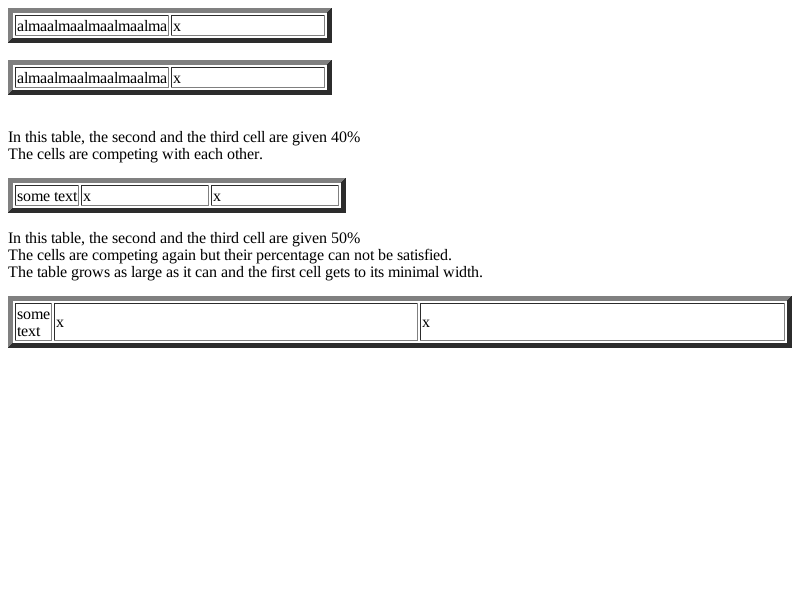 almaalmaalmaalmaalma x
almaalmaalmaalmaalma x
In this table, the second and the third cell are given 40%
The cells are competing with each other.
some text x x
In this table, the second and the third cell are given 50%
The cells are competing again but their percentage can not be satisfied.
The table grows as large as it can and the first cell gets to its minimal width.
some
text x x